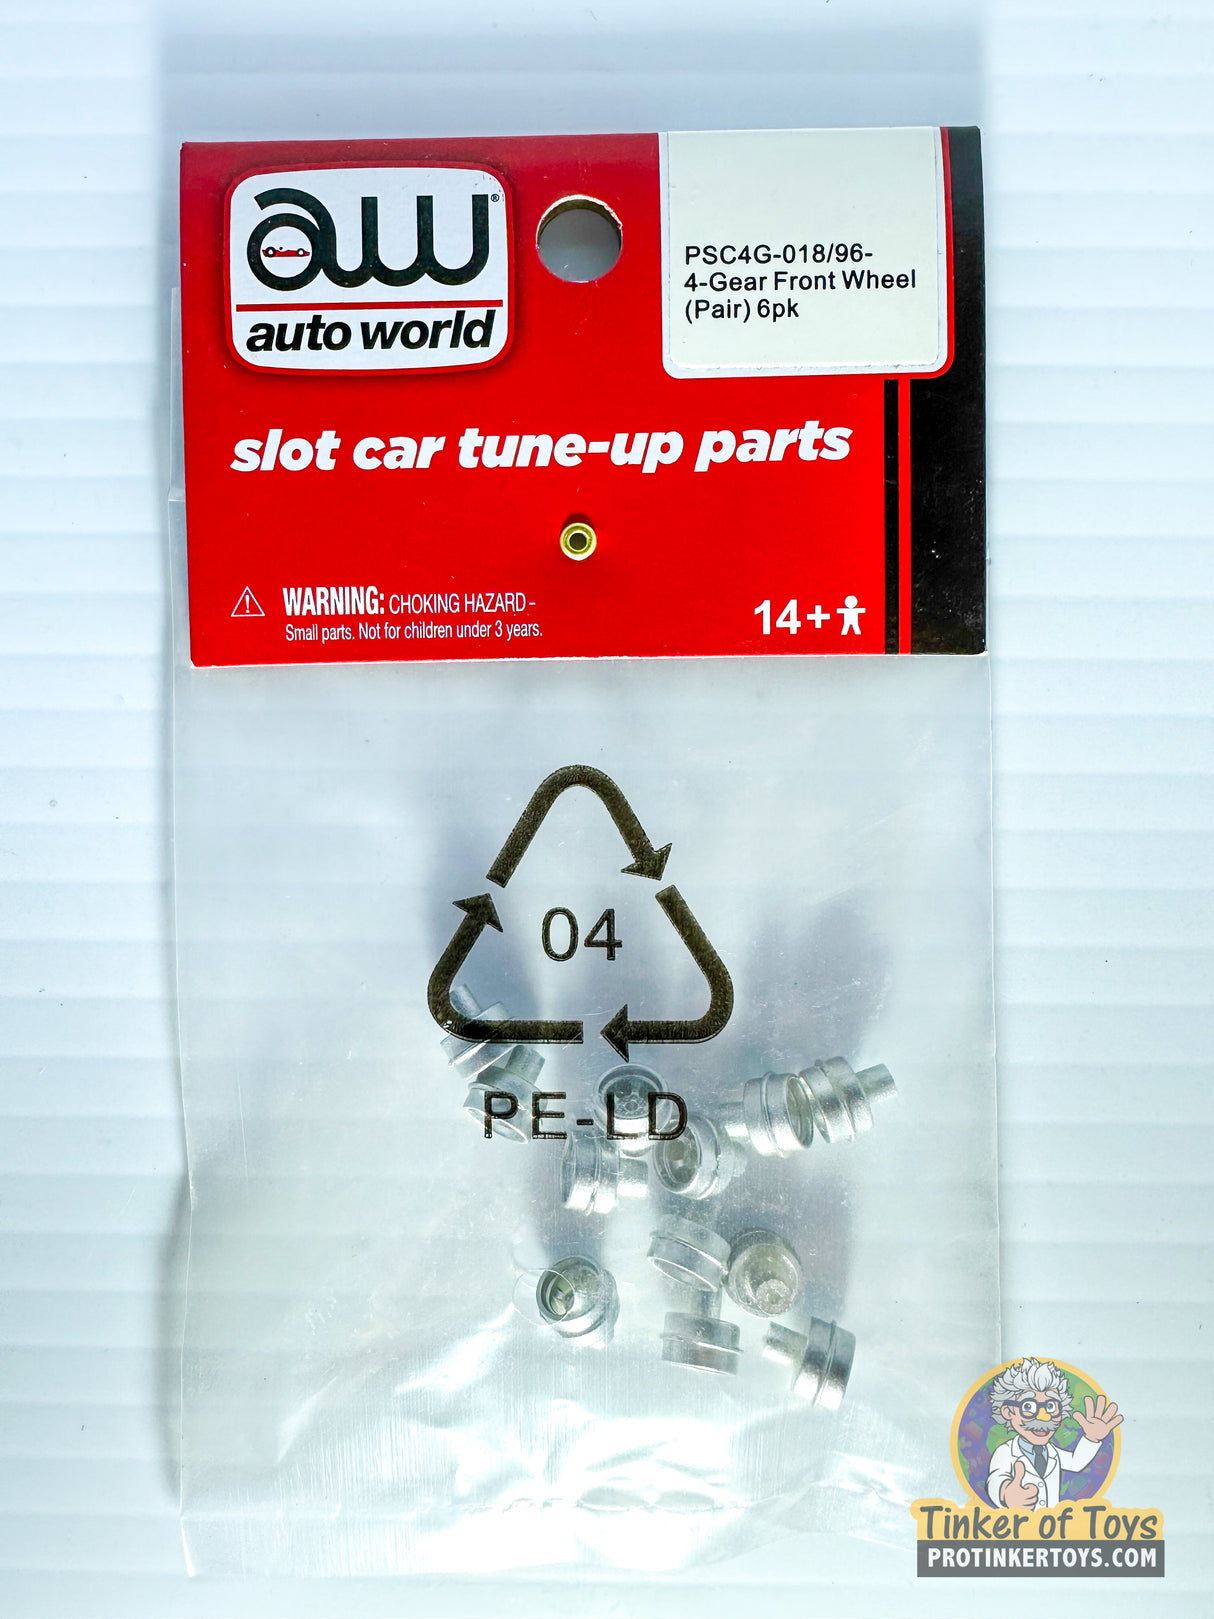 aw®
auto world
PSC4G-018/96-
4-Gear Front Wheel
(Pair) 6pk
slot car tune-up parts
WARNING: CHOKING HAZARD -
Small parts. Not for children under 3 years.
14+
04
PE-LD
Tinker of Toys
PROTINKERTOYS.COM